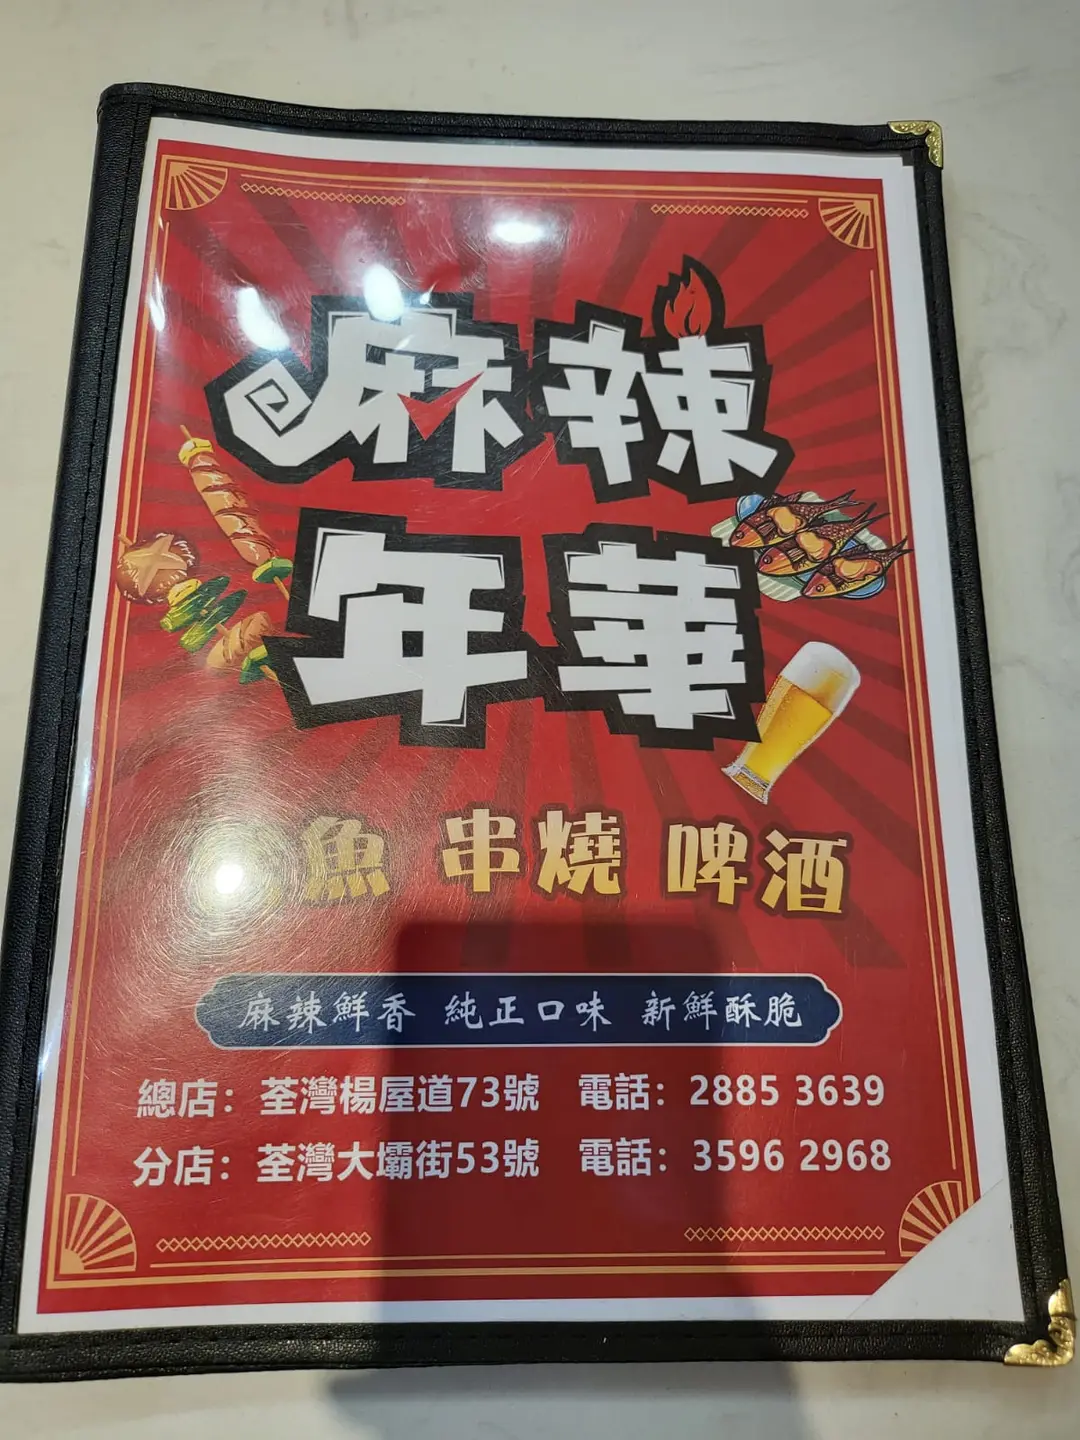 麻辣
年華
魚 串燒 啤酒
麻辣鮮香 純正口味 新鮮酥脆
總店：荃灣楊屋道73號 電話：2885 3639
分店：荃灣大壩街53號 電話：3596 2968